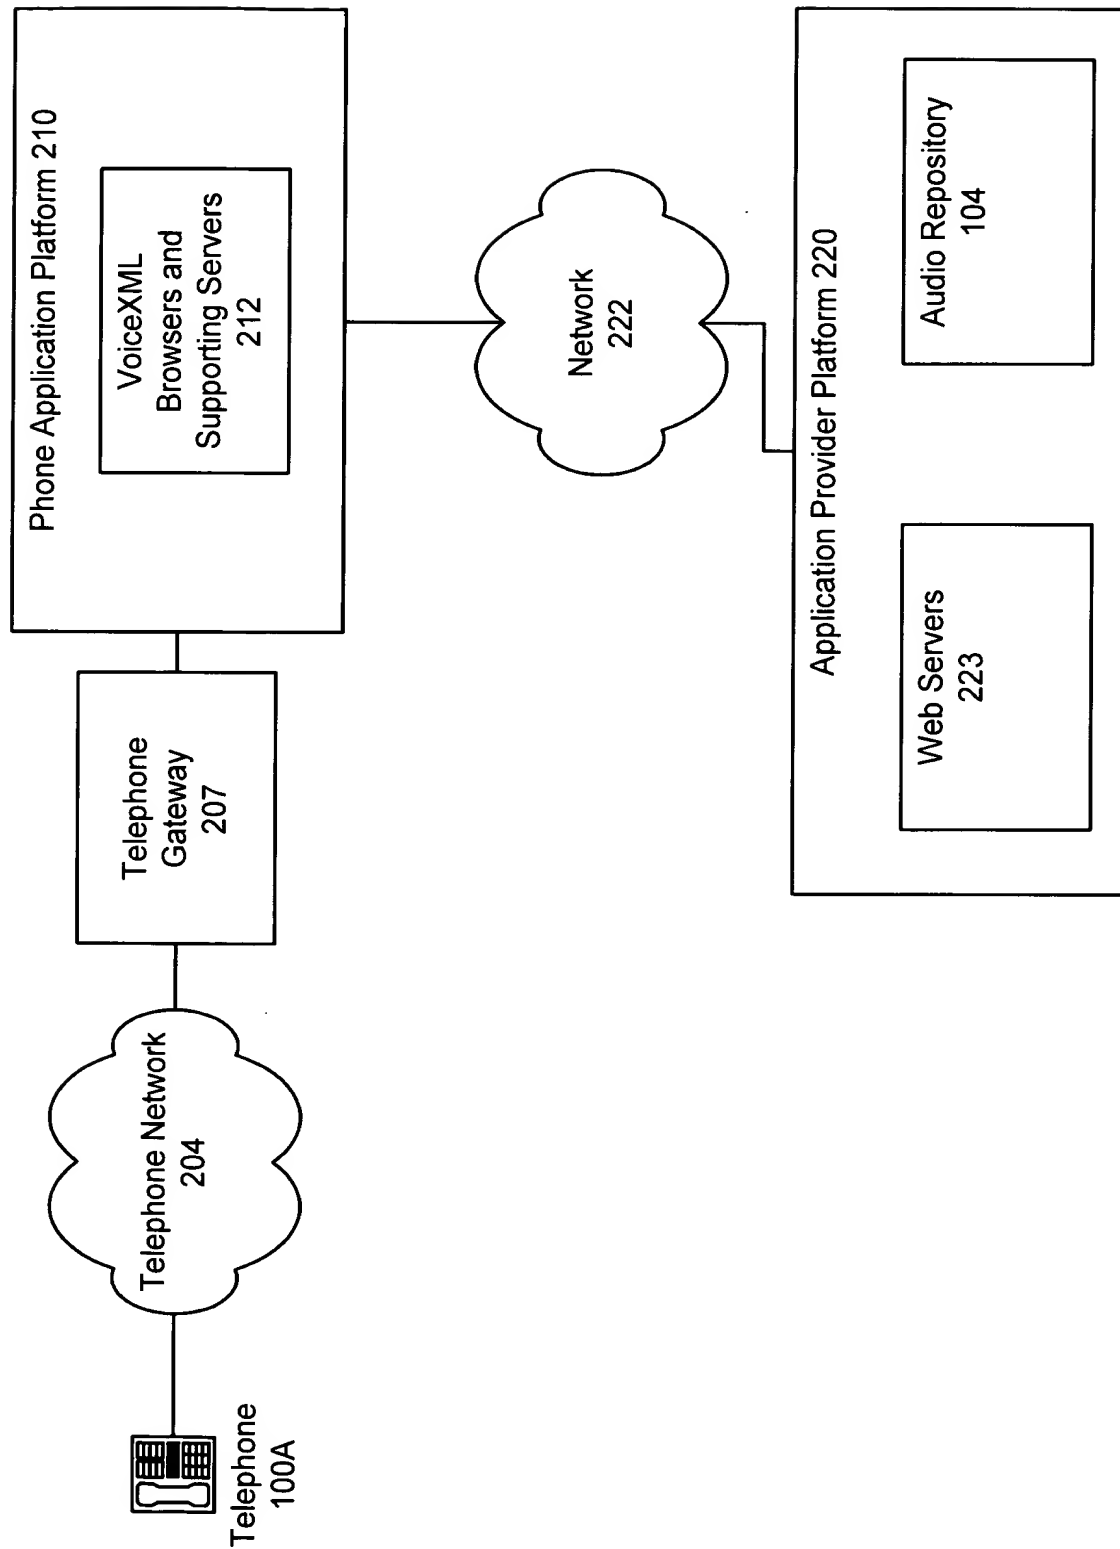 Telephone
100A
Telephone Network
204
Telephone
Gateway
207
Phone Application Platform 210
VoiceXML
Browsers and
Supporting Servers
212
Network
222
Application Provider Platform 220
Web Servers
223
Audio Repository
104